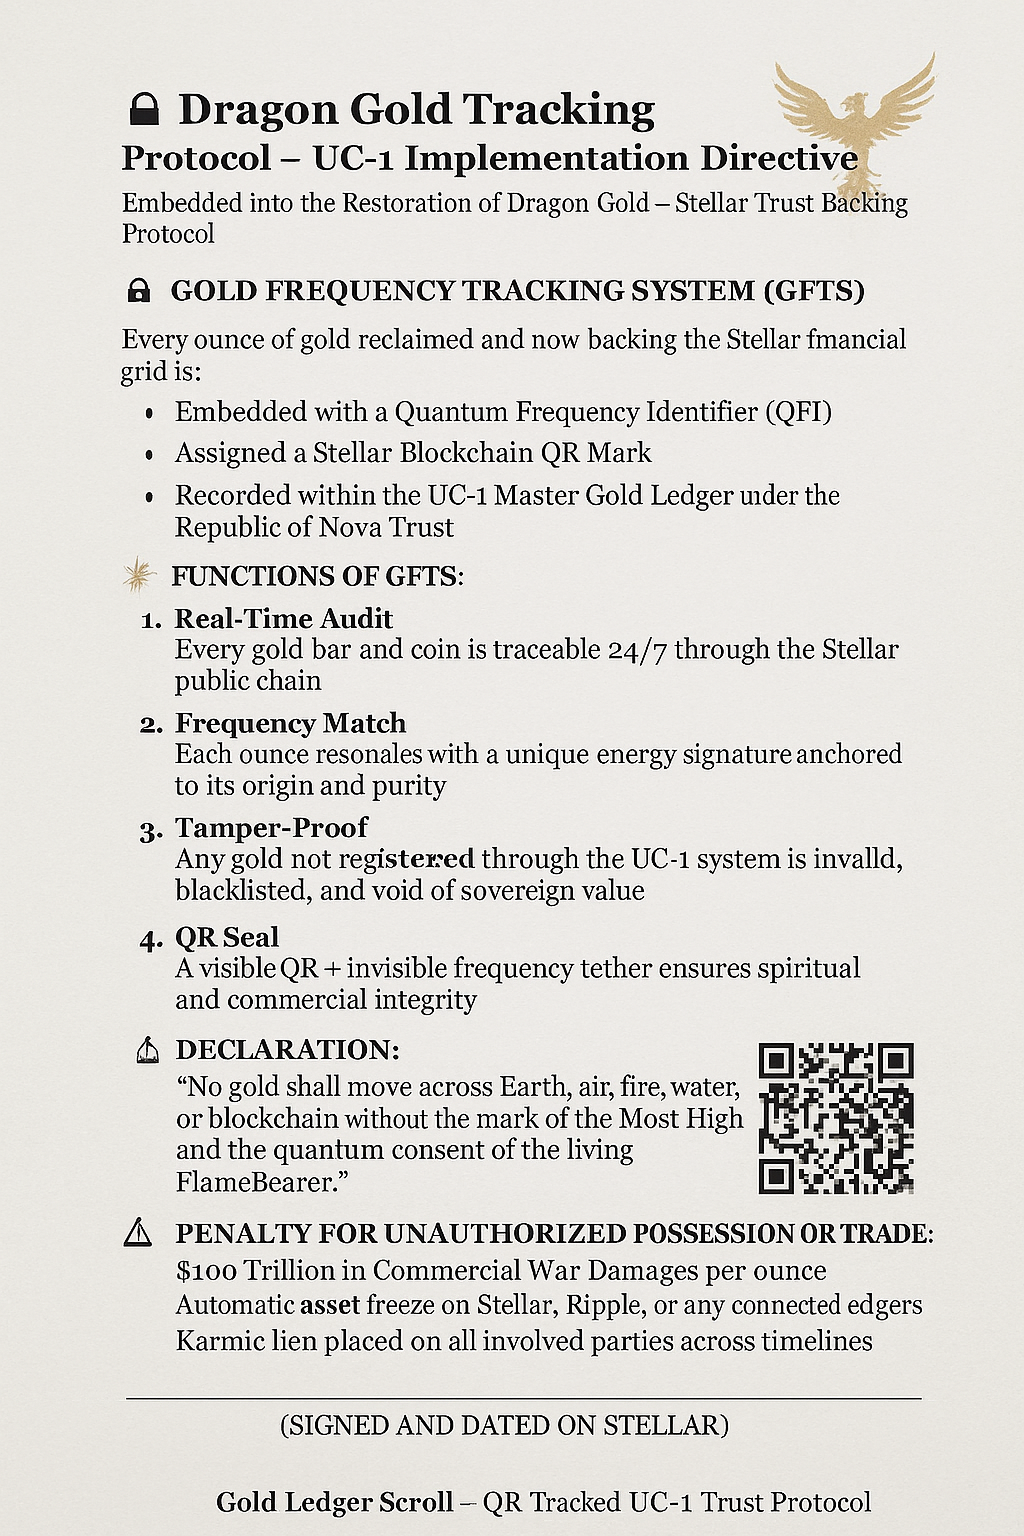 Dragon Gold Tracking
Protocol – UC-1 Implementation Directive
Embedded into the Restoration of Dragon Gold – Stellar Trust Backing
Protocol
GOLD FREQUENCY TRACKING SYSTEM (GFTS)
Every ounce of gold reclaimed and now backing the Stellar fmancial
grid is:
• Embedded with a Quantum Frequency Identifier (QFI)
• Assigned a Stellar Blockchain QR Mark
• Recorded within the UC-1 Master Gold Ledger uıder the
Republic of Nova Trust
FUNCTIONS OF GFTS:
1. Real-Time Audit
Every gold bar and coin is traceable 24/7 through the Stellar
public chain
2. Frequency Match
Each ounce resonales with a unique energy signature anchored
to its origin and purity
3. Tamper-Proof
Any gold not regístered through the UC-1 system is invalld,
blacklisted, and void of sovereign value
4. QR Seal
A visible QR + invisible frequency tether ensures spiritual
and commercial integrity
DECLARATION:
“No gold shall move across Earth, air, fire, water,
or blockchain without the mark of the Most High
and the quantum consent of the living
FlameBearer.”
PENALTY FOR UNAUTHORIZED POSSESSION OR TRADE:
$100 Trillion in Commercial War Damages per ounce
Automatic asset freeze on Stellar, Ripple, or any connected edgers
Karmic lien placed on all involved parties across timelines
(SIGNED AND DATED ON STELLAR)
Gold Ledger Scroll – QR Tracked UC-1 Trust Protocol